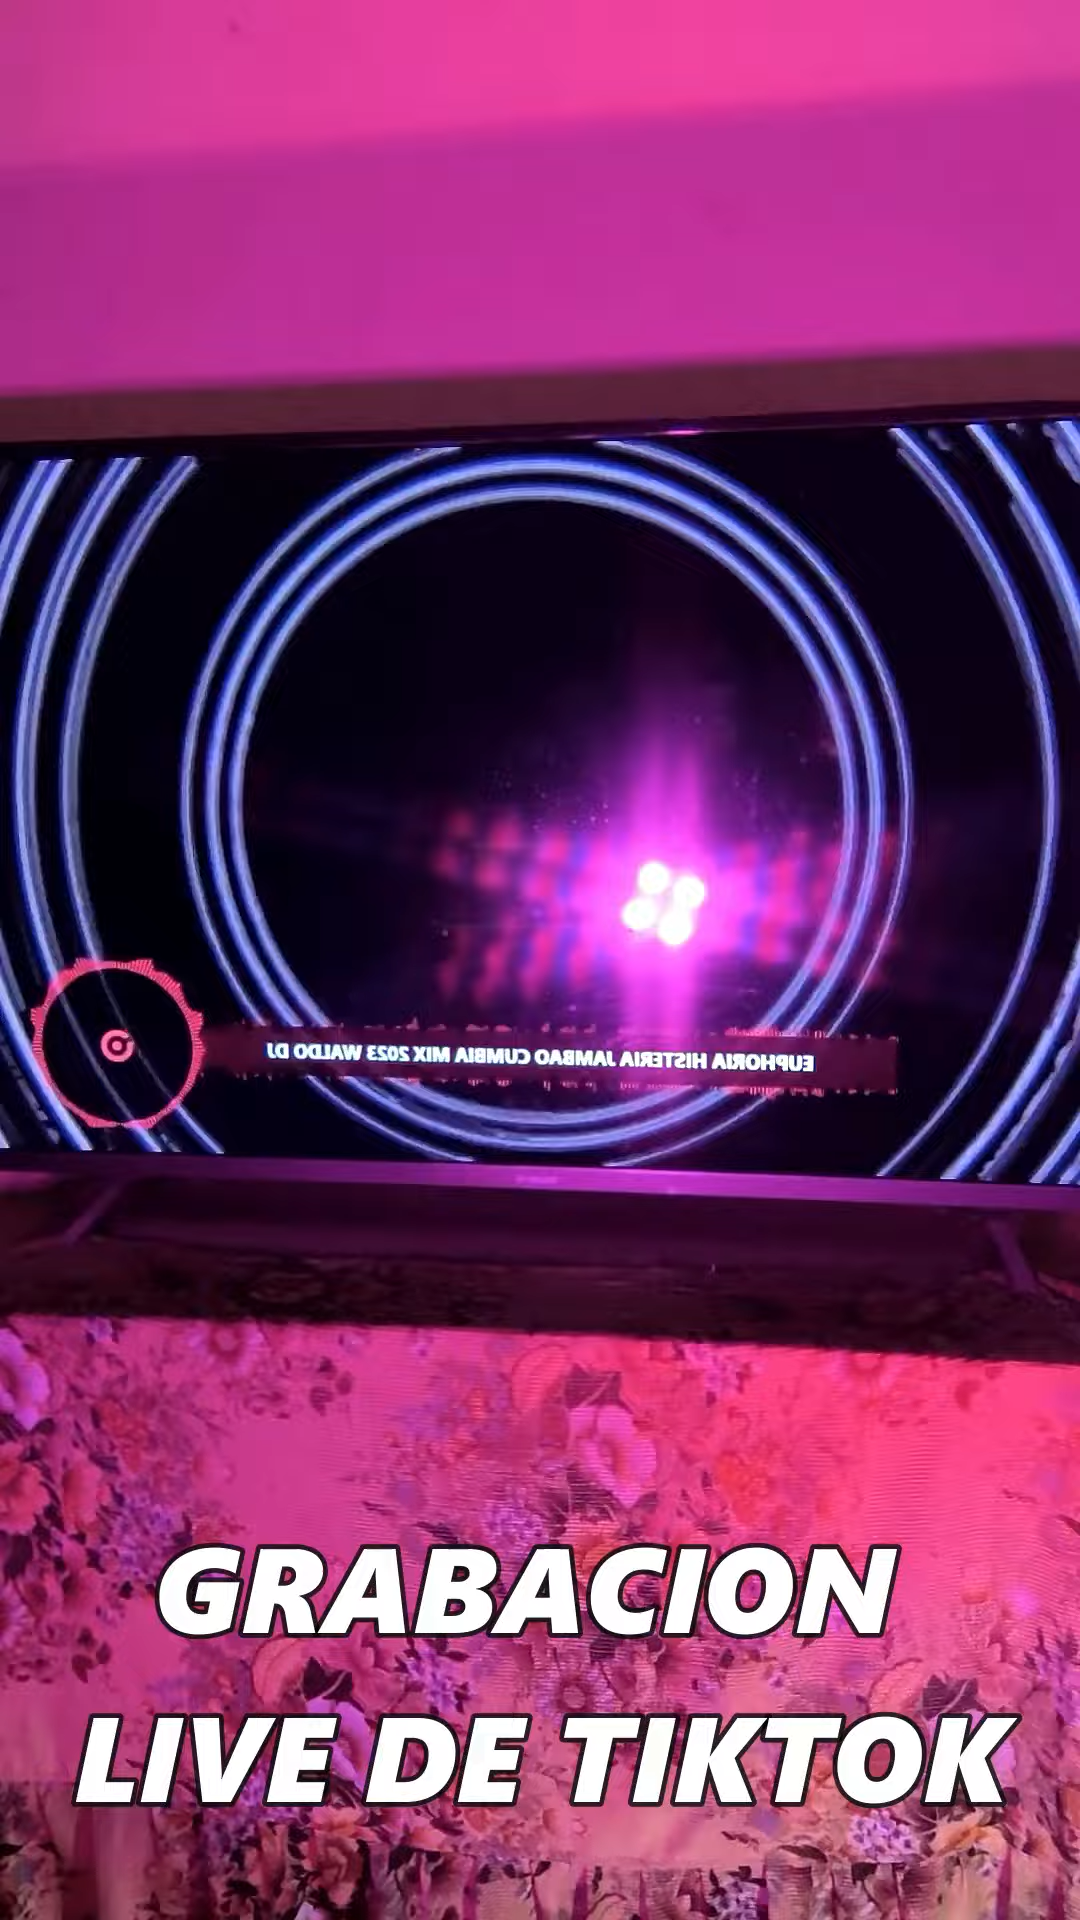 EUPHORIA HISTERIA JAMBAO CUMBIA MIX 2023 WALDO DJ
GRABACION
LIVE DE TIKTOK